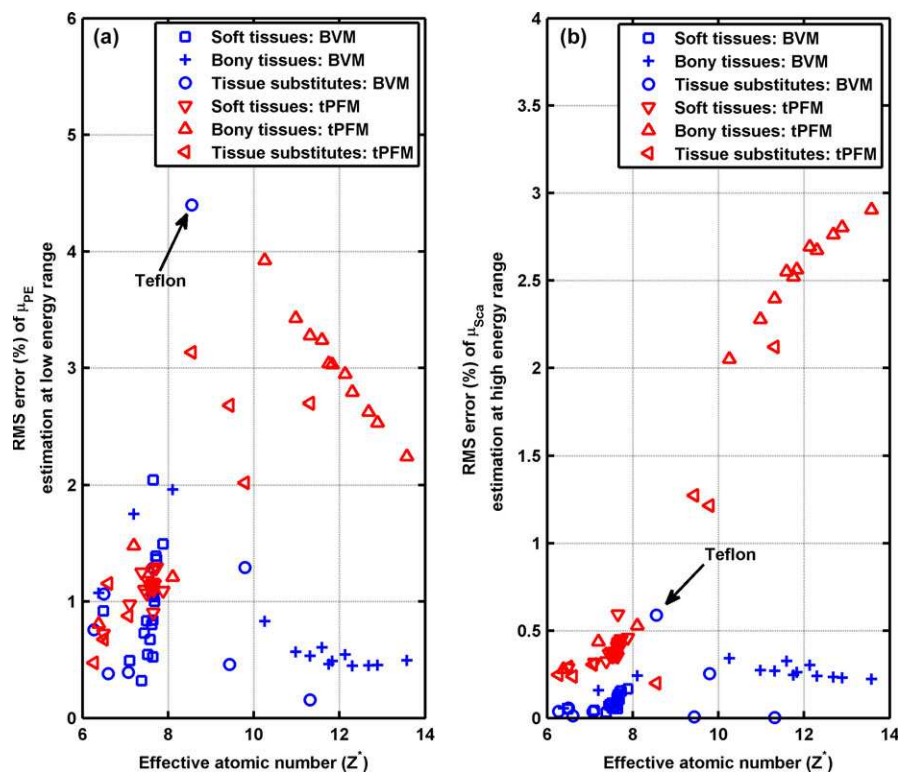 (a)
Soft tissues: BVM
Bony tissues: BVM
Tissue substitutes: BVM
Soft tissues: tPFM
Bony tissues: tPFM
Tissue substitutes: tPFM
Teflon
RMS error (%) of μPE
estimation at low energy range
6
5
4
3
2
1
0
6 8 10 12 14
Effective atomic number (Z*)
(b)
Soft tissues: BVM
Bony tissues: BVM
Tissue substitutes: BVM
Soft tissues: tPFM
Bony tissues: tPFM
Tissue substitutes: tPFM
Teflon
RMS error (%) of μSca
estimation at high energy range
4
3.5
3
2.5
2
1.5
1
0.5
0
6 8 10 12 14
Effective atomic number (Z*)